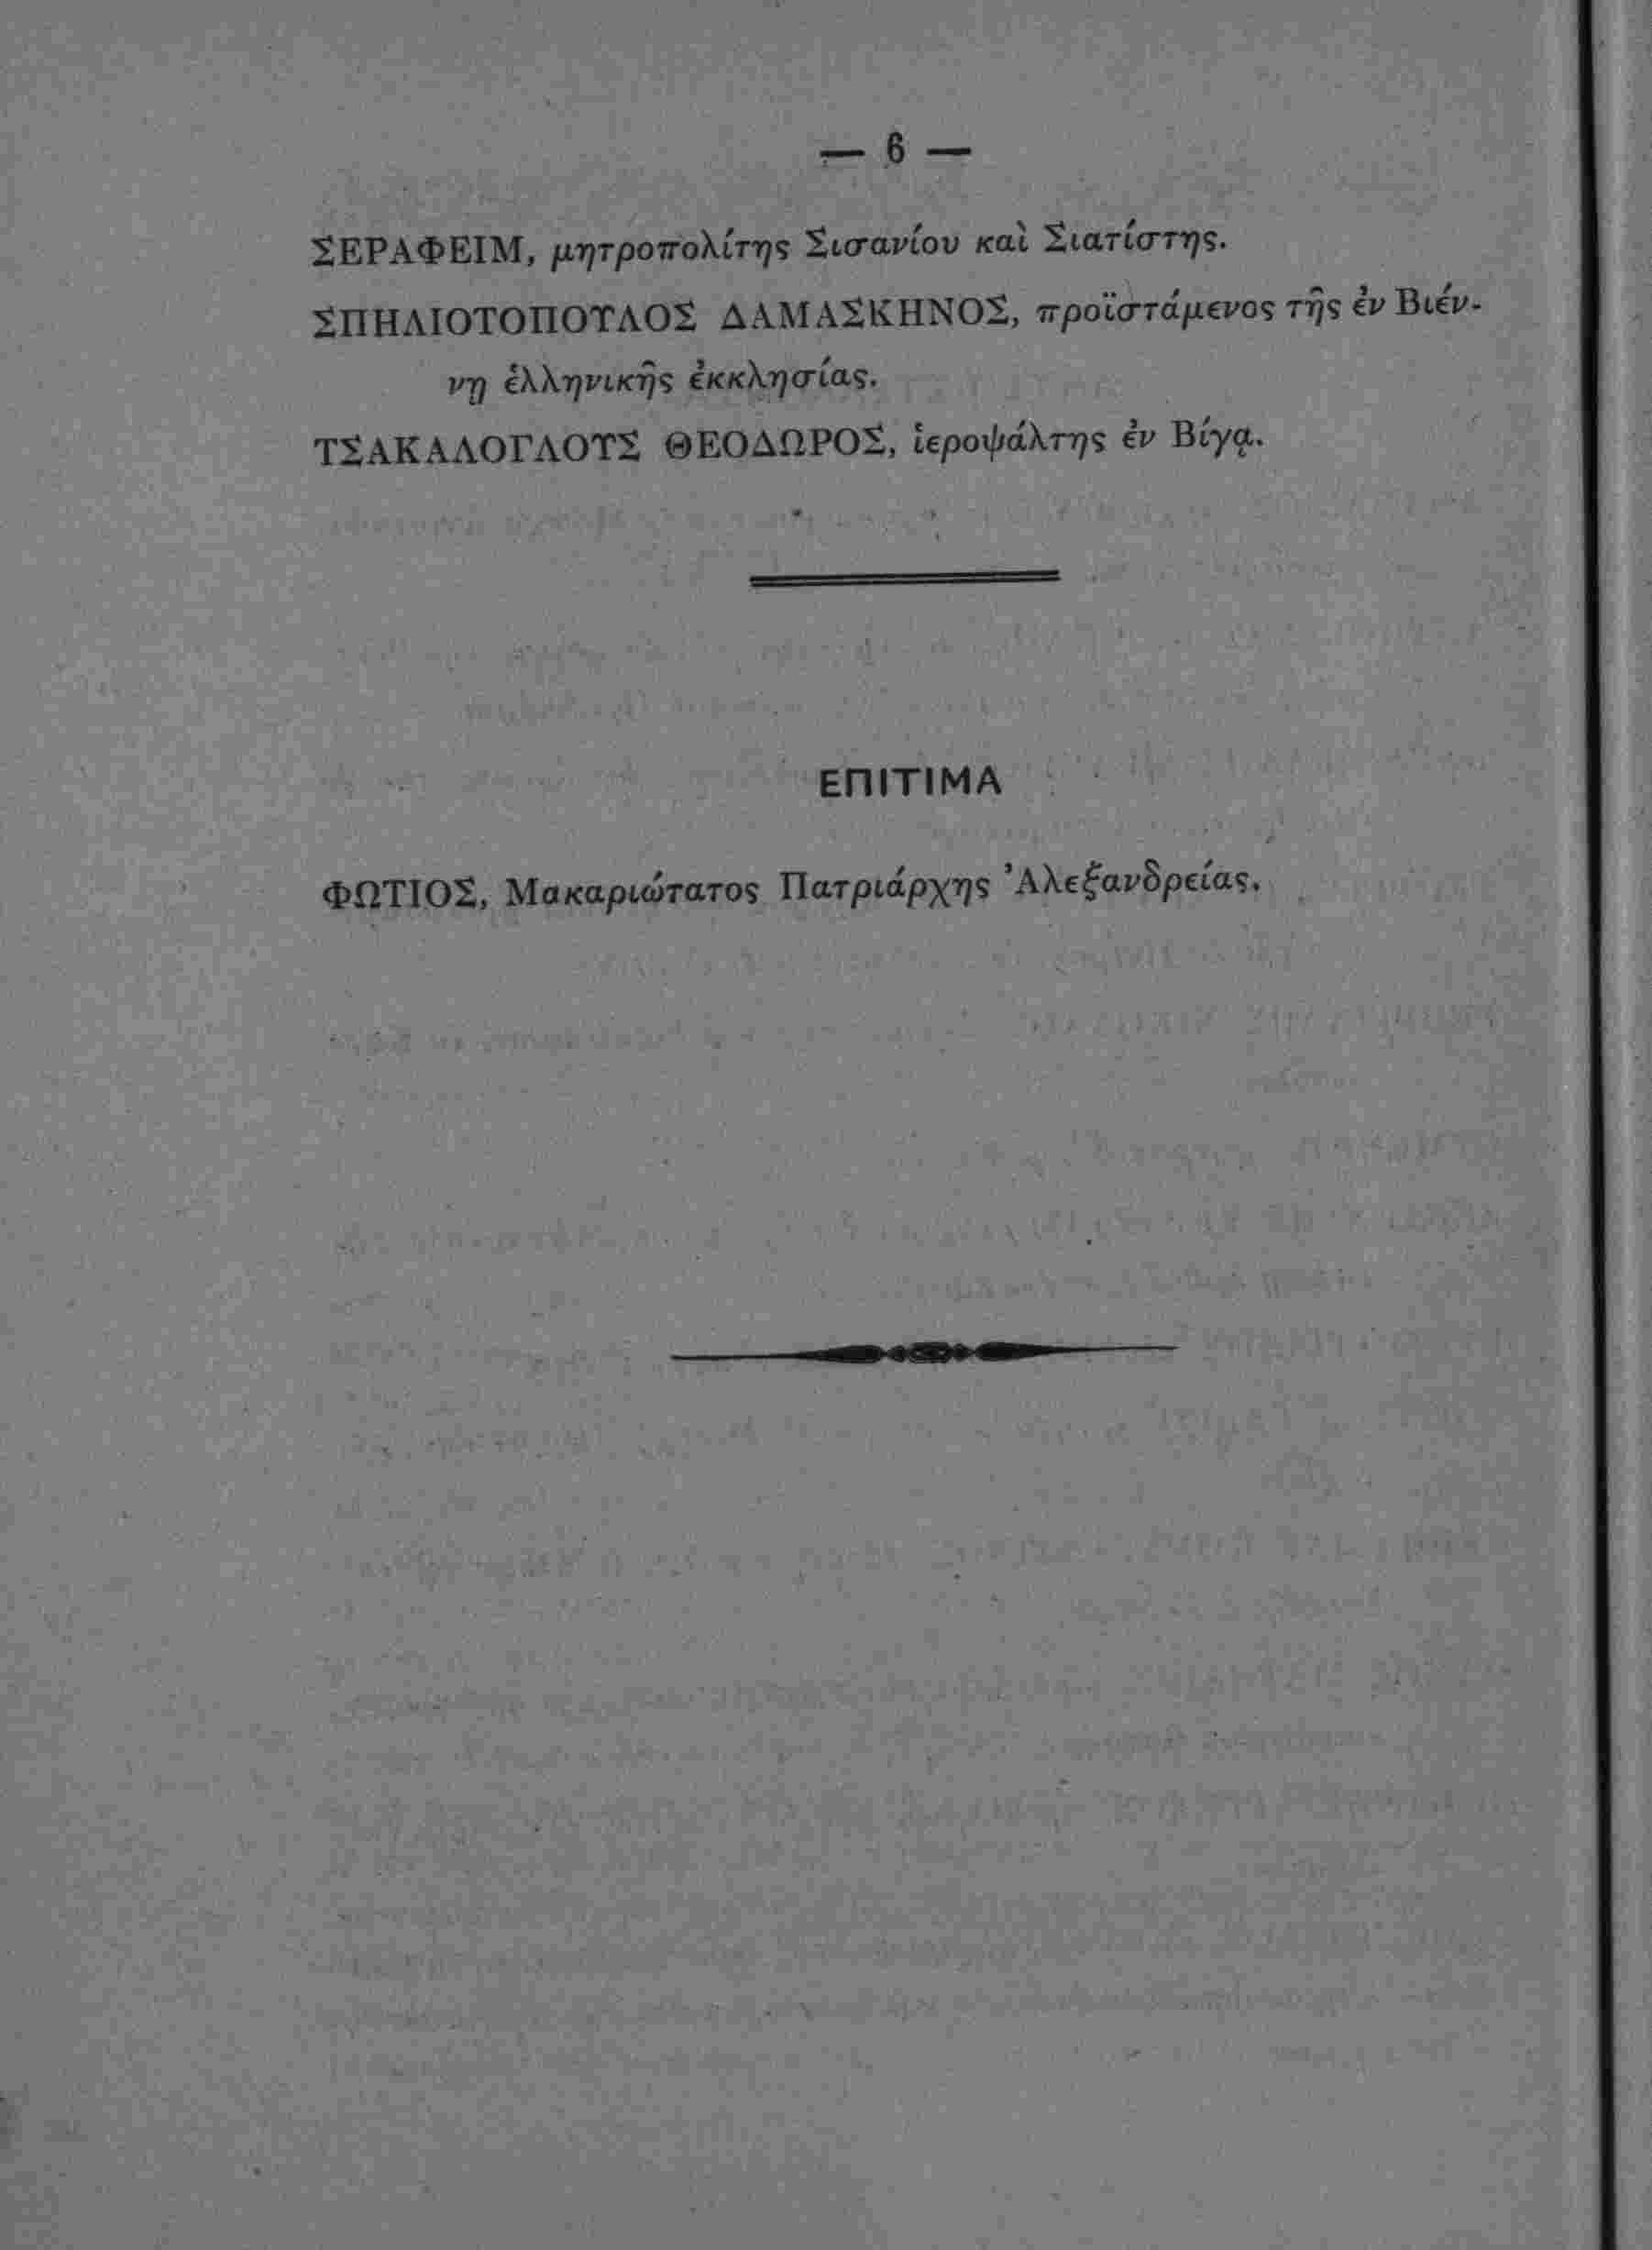 — 6 —
ΣΕΡΑΦΕΙΜ, μητροπολίτης Σισανίου καὶ Σιατίστης.
ΣΠΗΛΙΟΤΟΠΟΥΛΟΣ ΔΑΜΑΣΚΗΝΟΣ, προϊστάμενος τῆς ἐν Βιέν-
νῃ ἑλληνικῆς ἐκκλησίας.
ΤΣΑΚΑΛΟΓΛΟΥΣ ΘΕΟΔΩΡΟΣ, ἱεροψάλτης ἐν Βίγᾳ.
ΕΠΙΤΙΜΑ
ΦΩΤΙΟΣ, Μακαριώτατος Πατριάρχης Ἀλεξανδρείας.